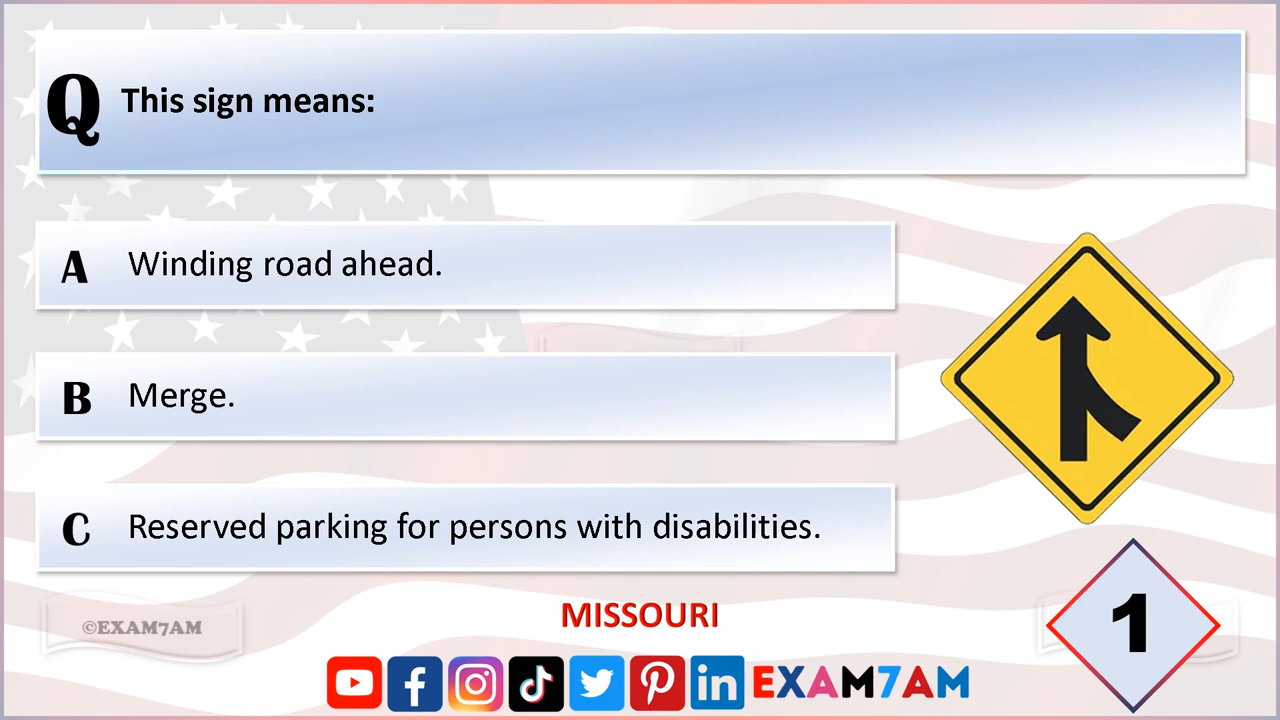 Q This sign means:
A Winding road ahead.
B Merge.
C Reserved parking for persons with disabilities.
MISSOURI
©EXAM7AM
1
EXAM7AM